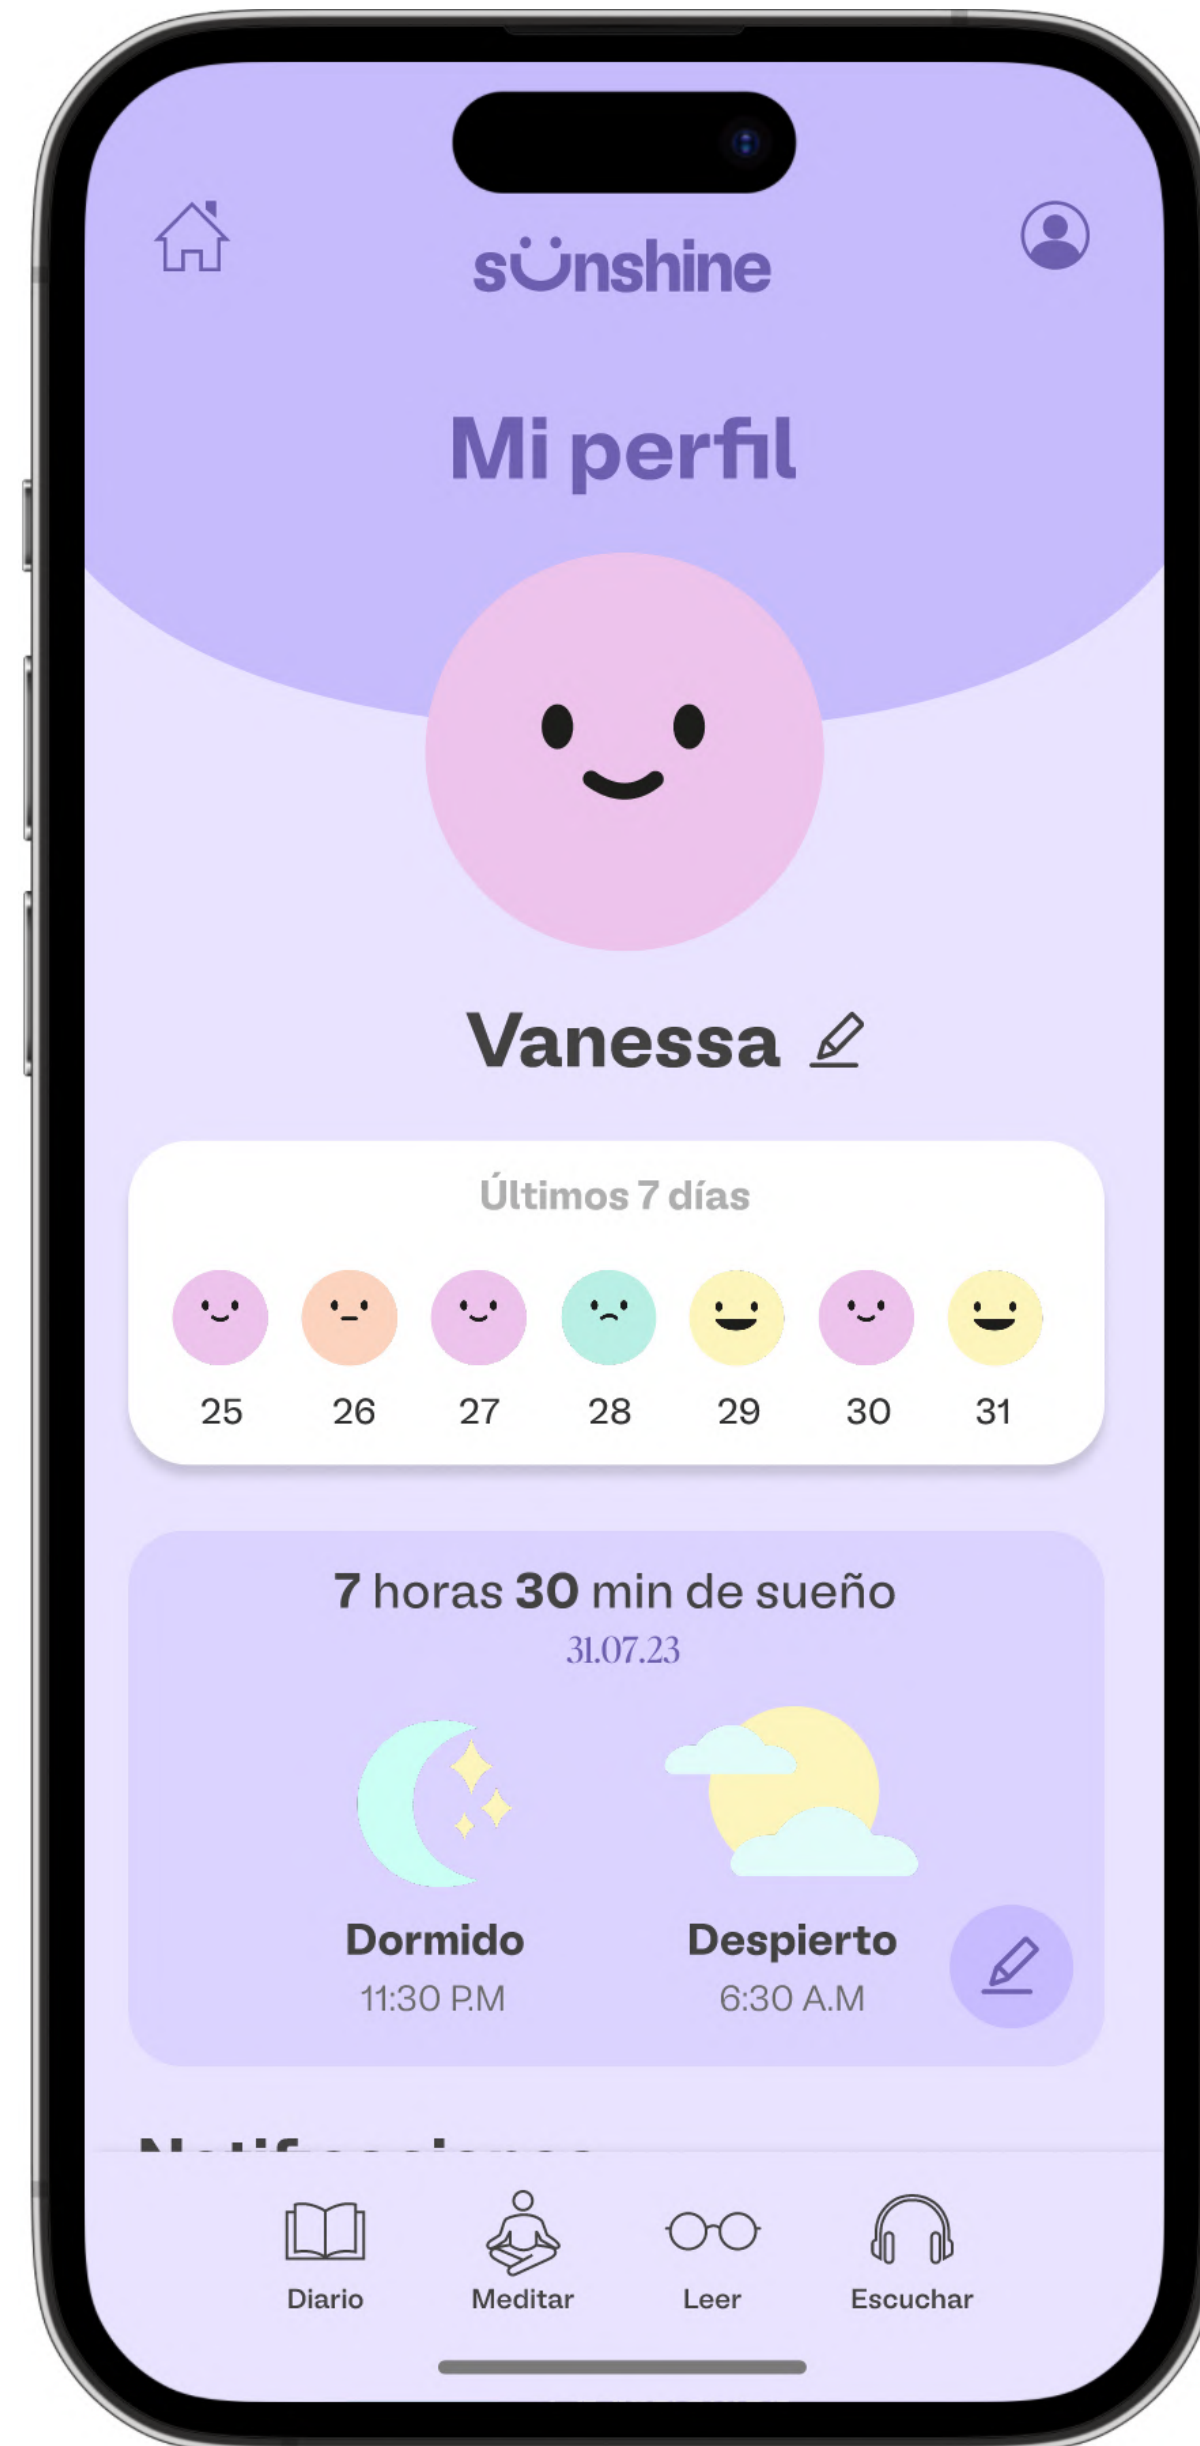 sünshine
Mi perfil
Vanessa
Últimos 7 días
25 26 27 28 29 30 31
7 horas 30 min de sueño
31.07.23
Dormido Despierto
11:30 P.M 6:30 A.M
Diario Meditar Leer Escuchar